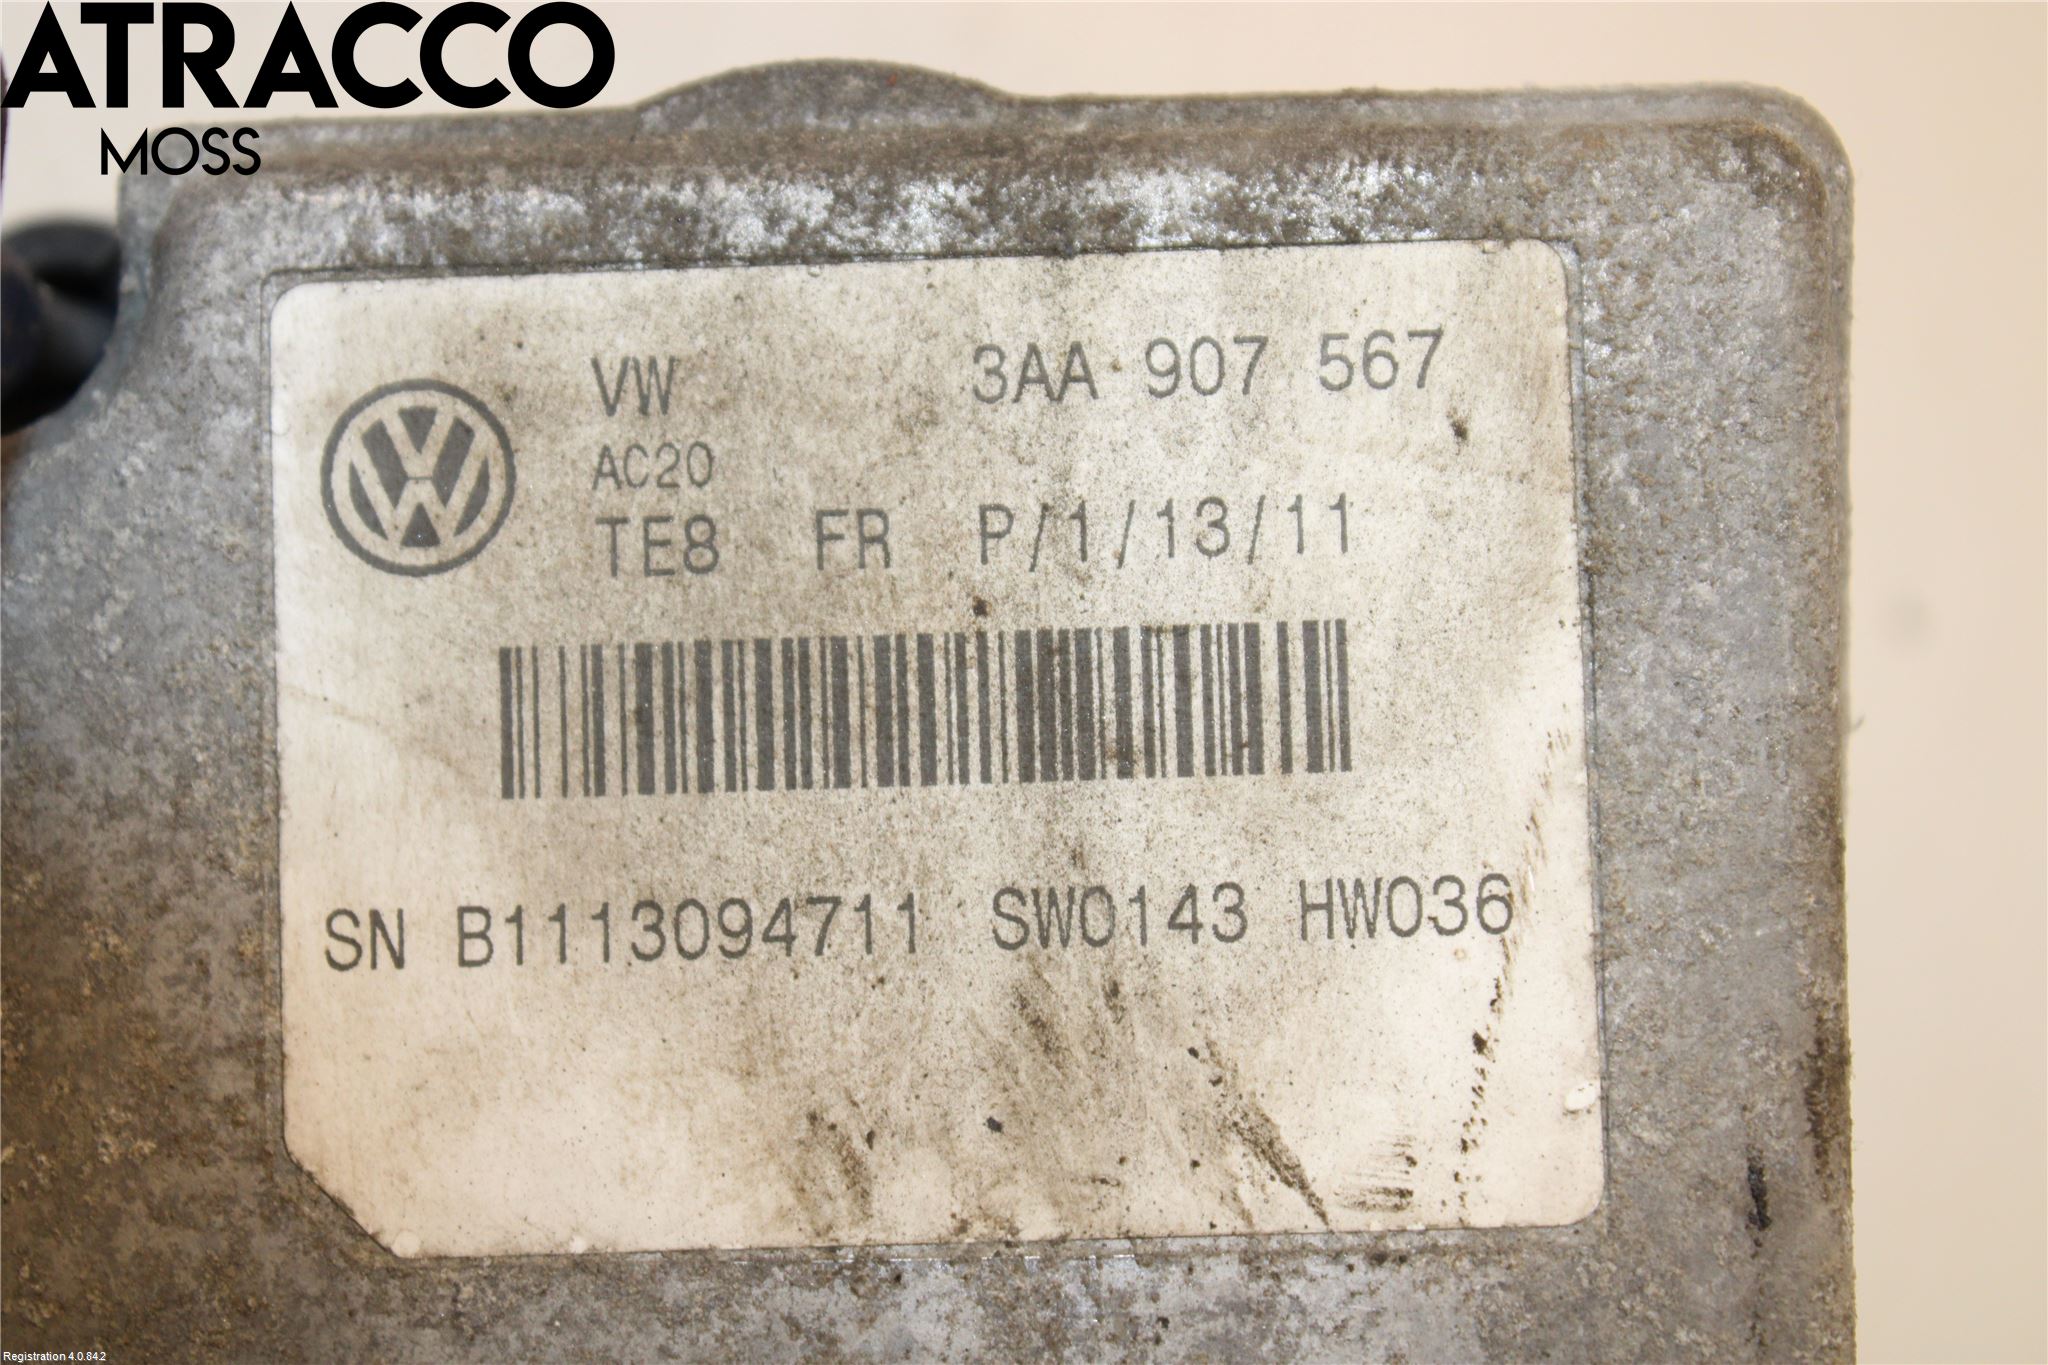 ATRACCO
MOSS
VW 3AA 907 567
AC20
TE8 FR P/1/13/11
SN B1113094711 SW0143 HW036
Registration 4.0.84.2